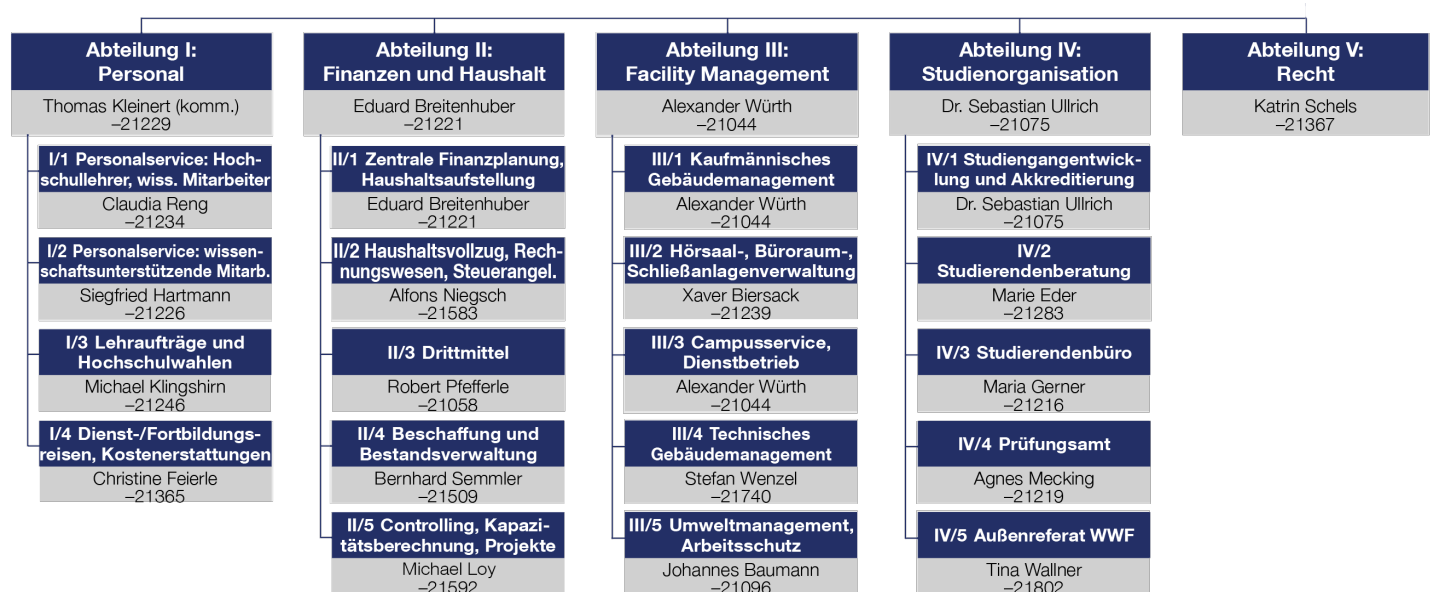 Abteilung I:
Personal
Thomas Kleinert (komm.)
–21229
I/1 Personalservice: Hoch-
schullehrer, wiss. Mitarbeiter
Claudia Reng
–21234
I/2 Personalservice: wissen-
schaftsunterstützende Mitarb.
Siegfried Hartmann
–21226
I/3 Lehraufträge und
Hochschulwahlen
Michael Klingshirn
–21246
I/4 Dienst-/Fortbildungs-
reisen, Kostenerstattungen
Christine Feierle
–21365
Abteilung II:
Finanzen und Haushalt
Eduard Breitenhuber
–21221
II/1 Zentrale Finanzplanung,
Haushaltsaufstellung
Eduard Breitenhuber
–21221
II/2 Haushaltsvollzug, Rech-
nungswesen, Steuerangel.
Alfons Niegsch
–21583
II/3 Drittmittel
Robert Pfefferle
–21058
II/4 Beschaffung und
Bestandsverwaltung
Bernhard Semmler
–21509
II/5 Controlling, Kapazi-
tätsberechnung, Projekte
Michael Loy
–21592
Abteilung III:
Facility Management
Alexander Würth
–21044
III/1 Kaufmännisches
Gebäudemanagement
Alexander Würth
–21044
III/2 Hörsaal-, Büroraum-,
Schließanlagenverwaltung
Xaver Biersack
–21239
III/3 Campusservice,
Dienstbetrieb
Alexander Würth
–21044
III/4 Technisches
Gebäudemanagement
Stefan Wenzel
–21740
III/5 Umweltmanagement,
Arbeitsschutz
Johannes Baumann
–21096
Abteilung IV:
Studienorganisation
Dr. Sebastian Ullrich
–21075
IV/1 Studiengangentwick-
lung und Akkreditierung
Dr. Sebastian Ullrich
–21075
IV/2
Studierendenberatung
Marie Eder
–21283
IV/3 Studierendenbüro
Maria Gerner
–21216
IV/4 Prüfungsamt
Agnes Mecking
–21219
IV/5 Außenreferat WWF
Tina Wallner
–21802
Abteilung V:
Recht
Katrin Schels
–21367